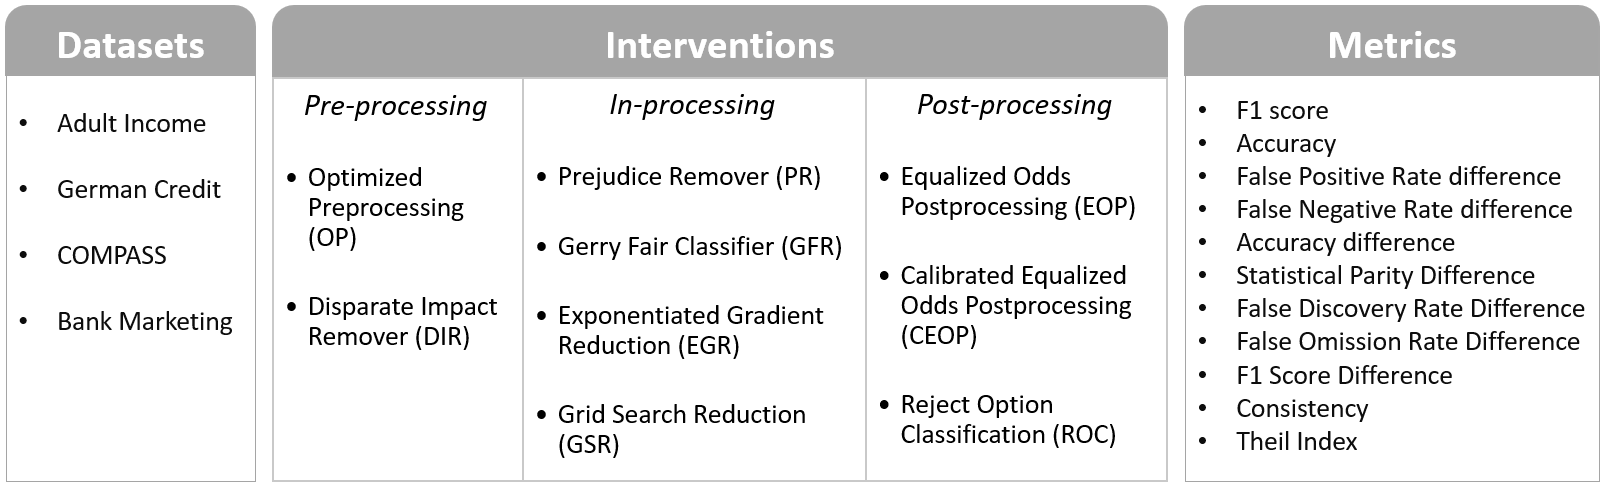 Datasets
• Adult Income
• German Credit
• COMPASS
• Bank Marketing
Interventions
Pre-processing
• Optimized
Preprocessing
(OP)
• Disparate Impact
Remover (DIR)
In-processing
• Prejudice Remover (PR)
• Gerry Fair Classifier (GFR)
• Exponentiated Gradient
Reduction (EGR)
• Grid Search Reduction
(GSR)
Post-processing
• Equalized Odds
Postprocessing (EOP)
• Calibrated Equalized
Odds Postprocessing
(CEOP)
• Reject Option
Classification (ROC)
Metrics
• F1 score
• Accuracy
• False Positive Rate difference
• False Negative Rate difference
• Accuracy difference
• Statistical Parity Difference
• False Discovery Rate Difference
• False Omission Rate Difference
• F1 Score Difference
• Consistency
• Theil Index